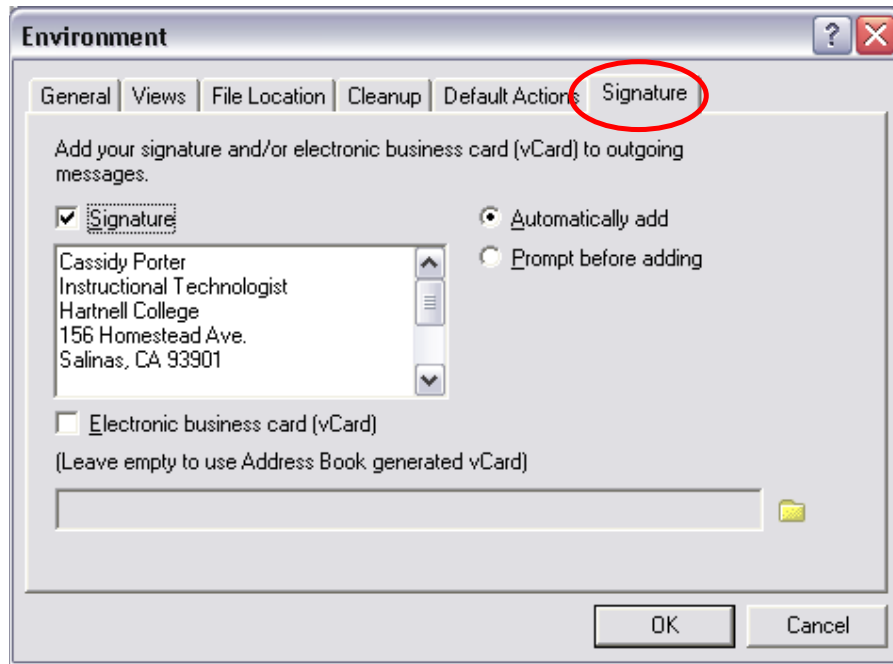 Environment
General Views File Location Cleanup Default Actions Signature
Add your signature and/or electronic business card (vCard) to outgoing
messages.
Signature
Automatically add
Prompt before adding
Cassidy Porter
Instructional Technologist
Hartnell College
156 Homestead Ave.
Salinas, CA 93901
Electronic business card (vCard)
(Leave empty to use Address Book generated vCard)
OK Cancel